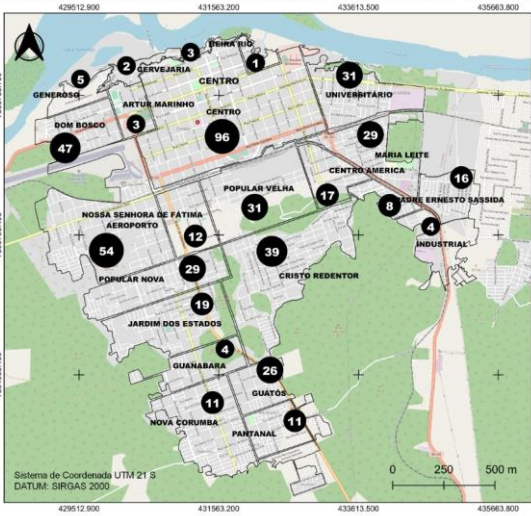 429512.900 431563.200 433613.500 435663.800
BEIRA RIO
3
1
2
CERVEJARIA
5
CENTRO
31
GENEROSO
ARTUR MARINHO
UNIVERSITÁRIO
CENTRO
3
DOM BOSCO
96
29
47
MARIA LEITE
CENTRO AMERICA
16
POPULAR VELHA
17
PADRE ERNESTO SASSIDA
NOSSA SENHORA DE FÁTIMA
31
8
AEROPORTO
12
4
54
39
INDUSTRIAL
29
POPULAR NOVA
CRISTO REDENTOR
19
JARDIM DOS ESTADOS
4
GUANABARA
26
GUATÓS
11
NOVA CORUMBA
11
PANTANAL
Sistema de Coordenada UTM 21 S
DATUM: SIRGAS 2000
0 250 500 m
429512.900 431563.200 433613.500 435663.800